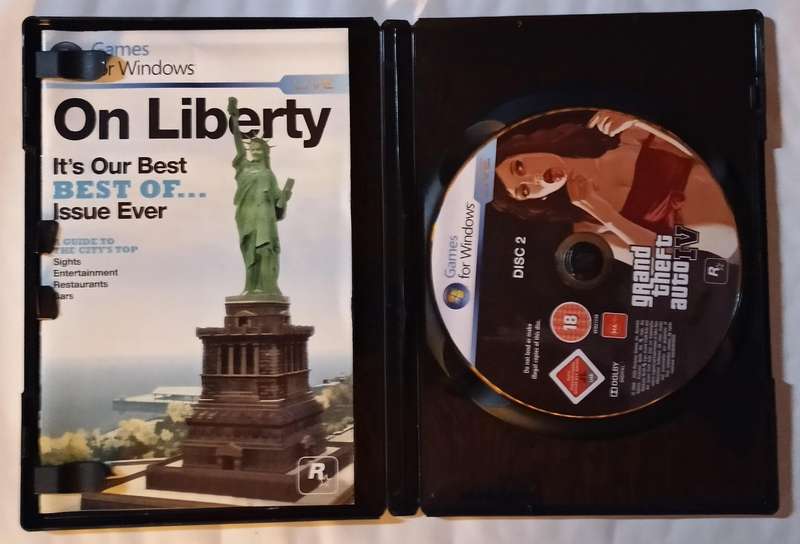 Games
for Windows
LIVE
On Liberty
It's Our Best
BEST OF...
Issue Ever
A GUIDE TO
THE CITY'S TOP
Sights
Entertainment
Restaurants
Bars
R
Games
for Windows
LIVE
DISC 2
grand
theft
auto IV
R
18
Do not lend or make
illegal copies of this disc.
DOLBY
DIGITAL